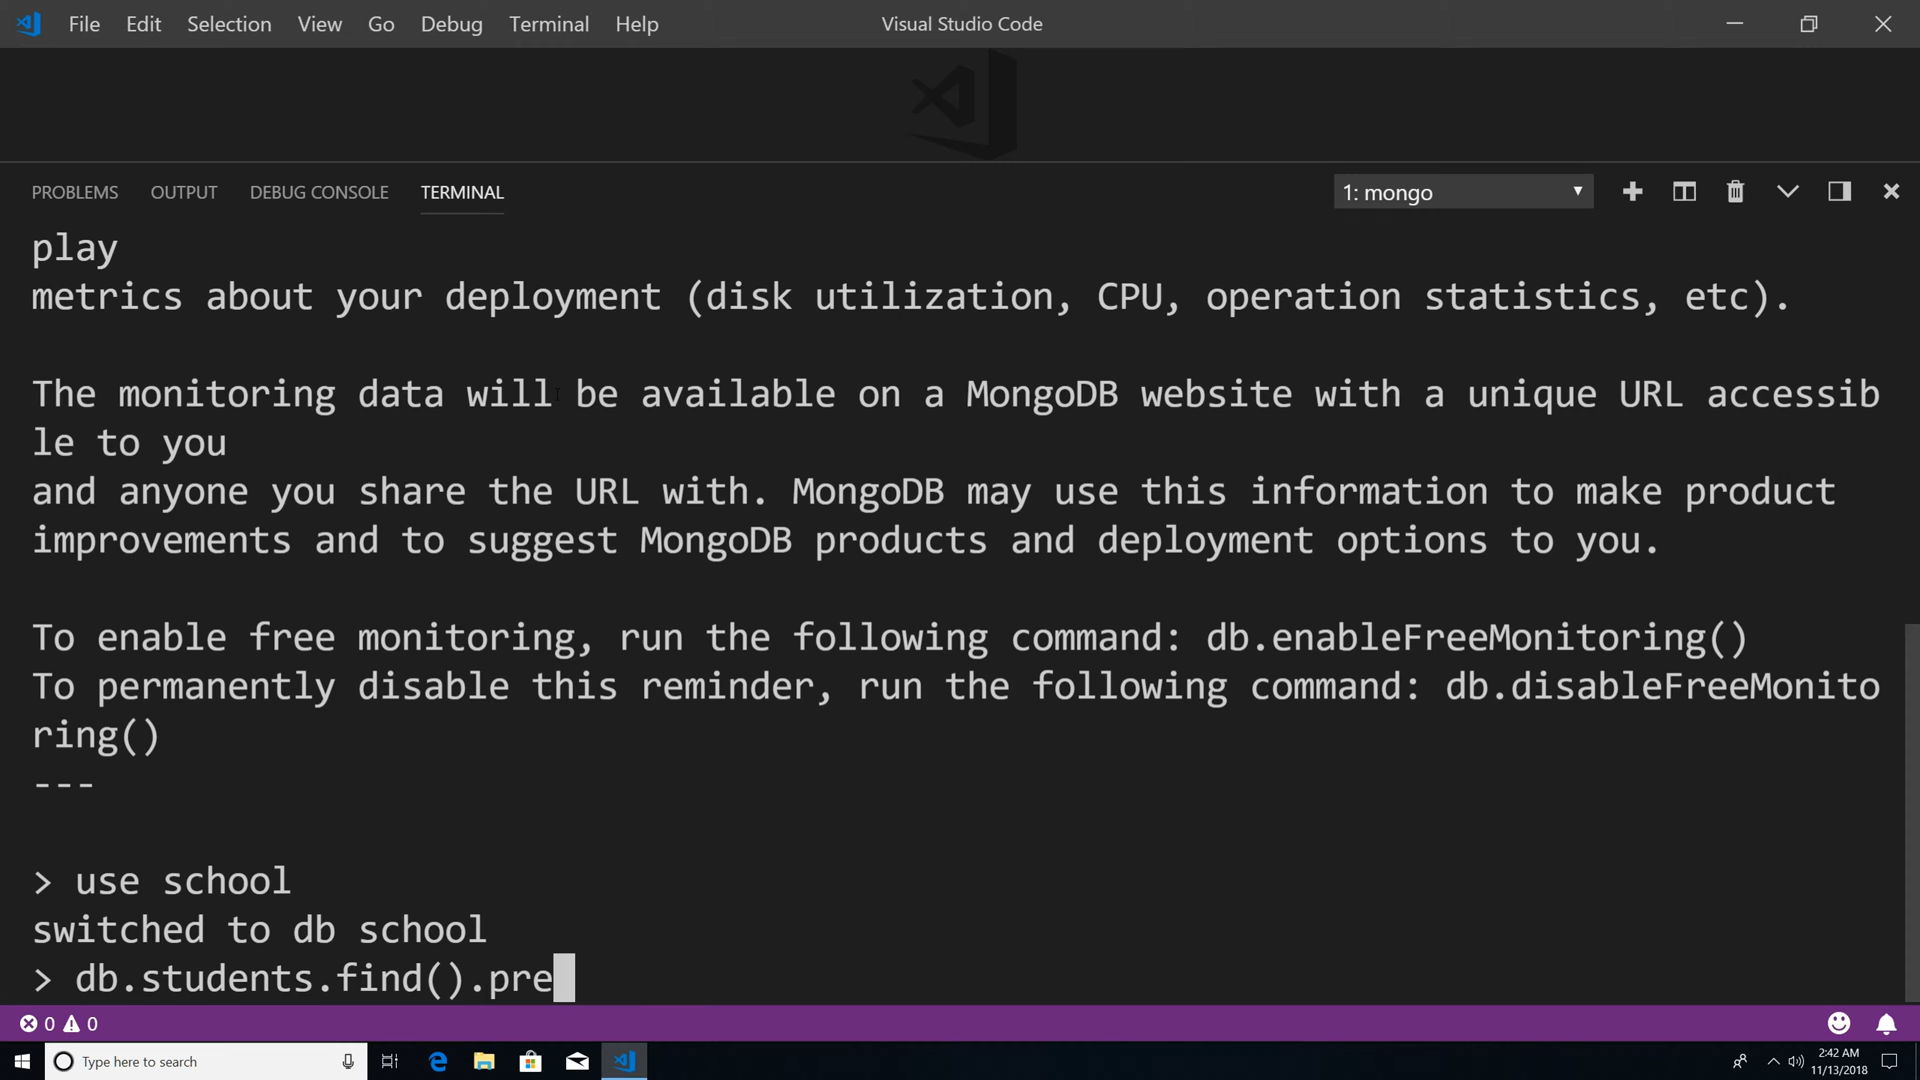 File Edit Selection View Go Debug Terminal Help Visual Studio Code
PROBLEMS OUTPUT DEBUG CONSOLE TERMINAL 1: mongo
play
metrics about your deployment (disk utilization, CPU, operation statistics, etc).
The monitoring data will be available on a MongoDB website with a unique URL accessib
le to you
and anyone you share the URL with. MongoDB may use this information to make product
improvements and to suggest MongoDB products and deployment options to you.
To enable free monitoring, run the following command: db.enableFreeMonitoring()
To permanently disable this reminder, run the following command: db.disableFreeMonito
ring()
---
> use school
switched to db school
> db.students.find().pre
0 0
Type here to search 2:42 AM
11/13/2018